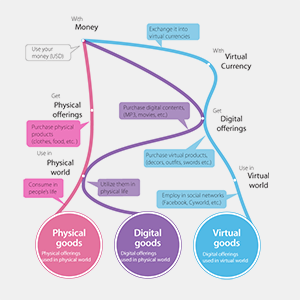 With
Money
Exchange it into
virtual currencies
Use your
money (USD)
With
Virtual
Currency
Get
Physical
offerings
Purchase digital contents
(MP3, movies, etc.)
Get
Digital
offerings
Purchase physical
products
(clothes, food, etc.)
Use in
Physical
world
Purchase virtual products,
(decors, outfits, swords etc.)
Use in
Virtual
world
Consume in
people's life
Utilize them in
physical life
Employ in social networks
(Facebook, Cyworld, etc.)
Physical
goods
Physical offerings
used in physical world
Digital
goods
Digital offerings
used in physical world
Virtual
goods
Digital offerings
used in virtual world